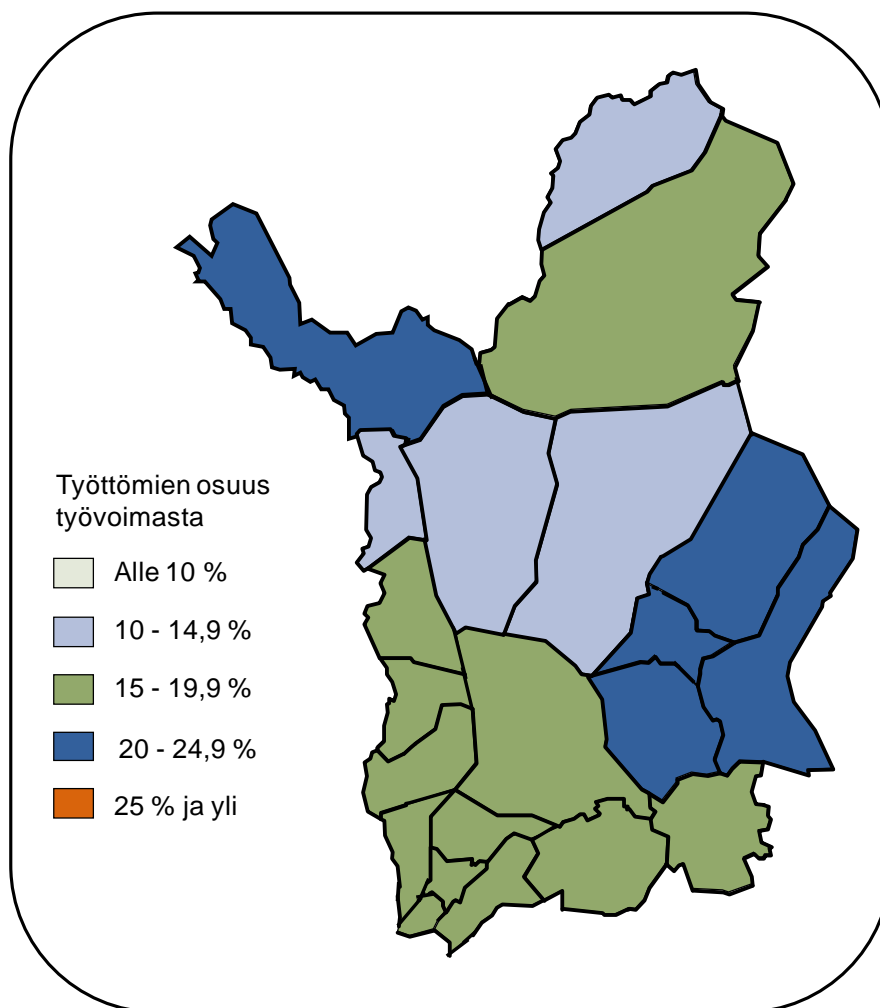 Työttömien osuus
työvoimasta
Alle 10 %
10 - 14,9 %
15 - 19,9 %
20 - 24,9 %
25 % ja yli